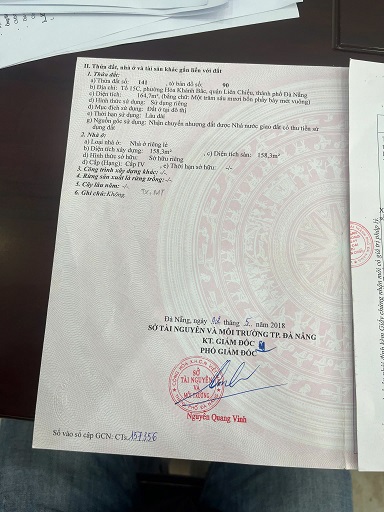 II. Thửa đất, nhà ở và tài sản khác gắn liền với đất
1. Thửa đất:
a) Thửa đất số: 141 tờ bản đồ số: 90
b) Địa chỉ: Tổ 15C, phường Hòa Khánh Bắc, quận Liên Chiểu, thành phố Đà Nẵng
c) Diện tích: 164,7m², (bằng chữ: Một trăm sáu mươi bốn phẩy bảy mét vuông)
d) Hình thức sử dụng: Sử dụng riêng
đ) Mục đích sử dụng: Đất ở tại đô thị
e) Thời hạn sử dụng: Lâu dài
g) Nguồn gốc sử dụng: Nhận chuyển nhượng đất được Nhà nước giao đất có thu tiền sử
dụng đất
2. Nhà ở:
a) Loại nhà ở: Nhà ở riêng lẻ
b) Diện tích xây dựng: 158,3m² , c) Diện tích sàn: 158,3m²
d) Hình thức sở hữu: Sở hữu riêng
đ) Cấp (Hạng): Cấp IV , e) Thời hạn sở hữu: -/-
3. Công trình xây dựng khác: -/-
4. Rừng sản xuất là rừng trồng: -/-
5. Cây lâu năm: -/-
6. Ghi chú: Không.
Đà Nẵng, ngày 02 tháng 5 năm 2018
SỞ TÀI NGUYÊN VÀ MÔI TRƯỜNG TP. ĐÀ NẴNG
KT. GIÁM ĐỐC
PHÓ GIÁM ĐỐC
SỞ
TÀI NGUYÊN
VÀ
MÔI TRƯỜNG
Nguyễn Quang Vinh
Số vào sổ cấp GCN: CTs 157356